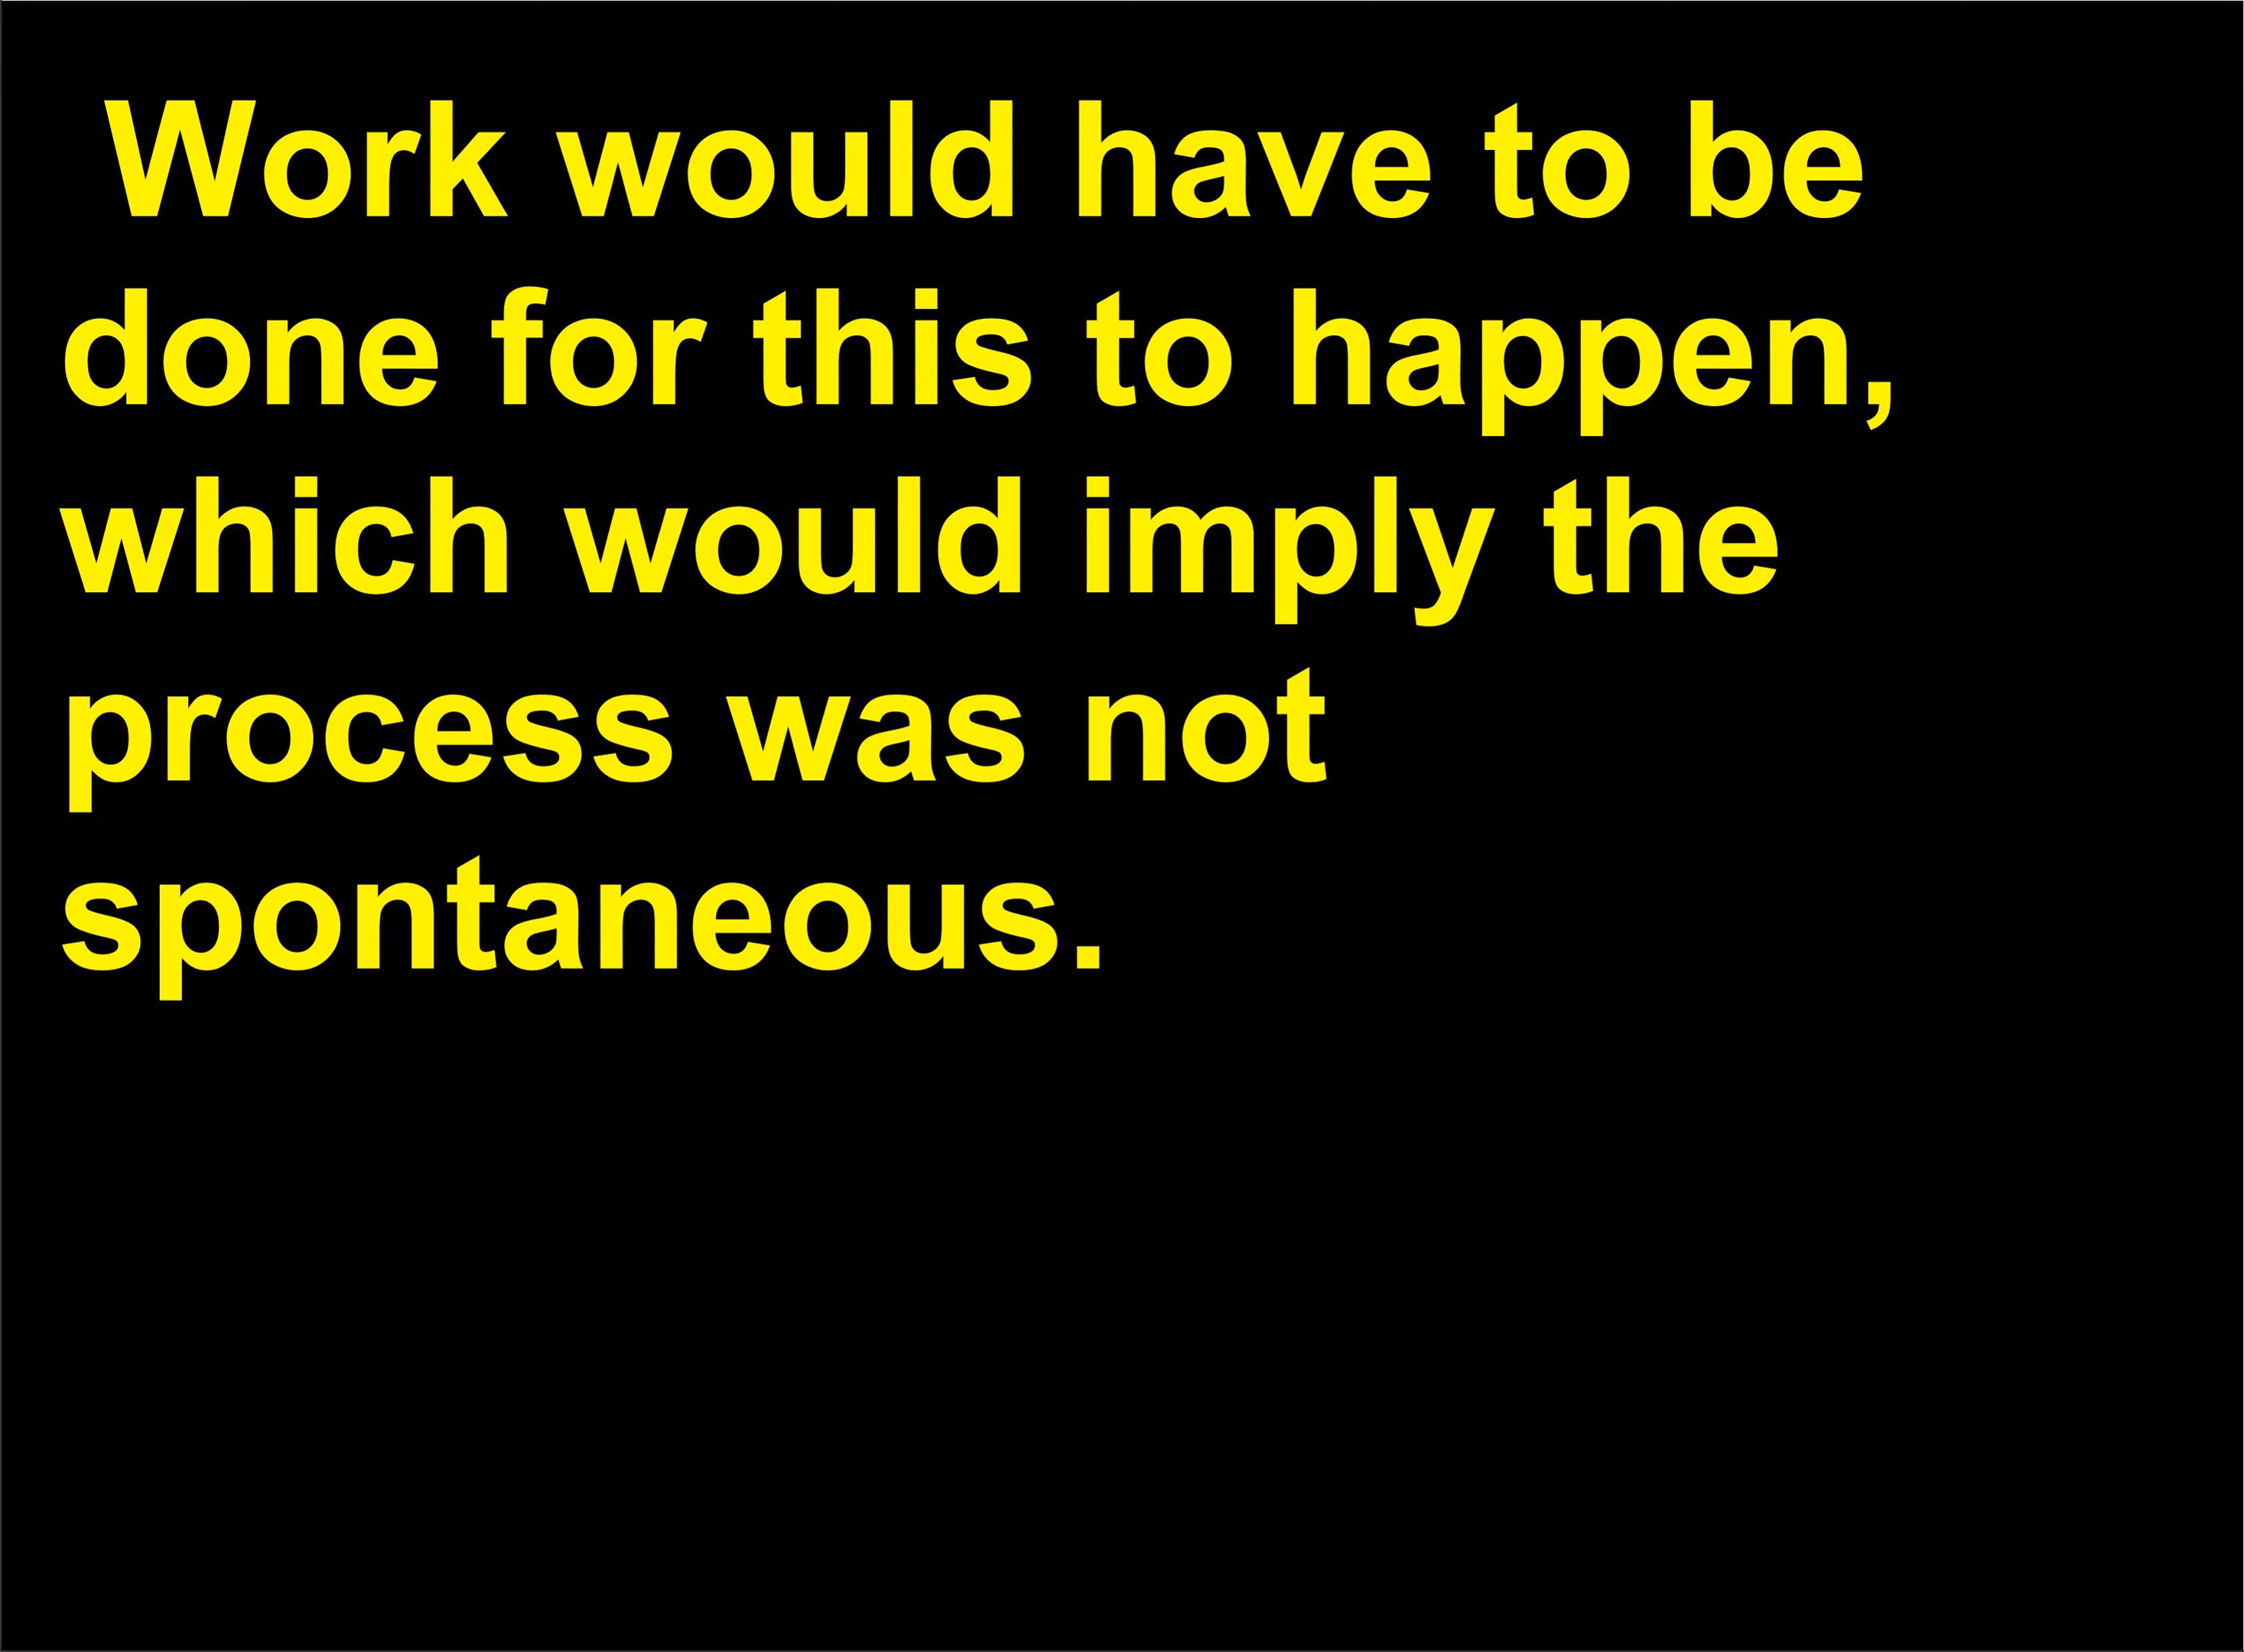 Work would have to be
done for this to happen,
which would imply the
process was not
spontaneous.